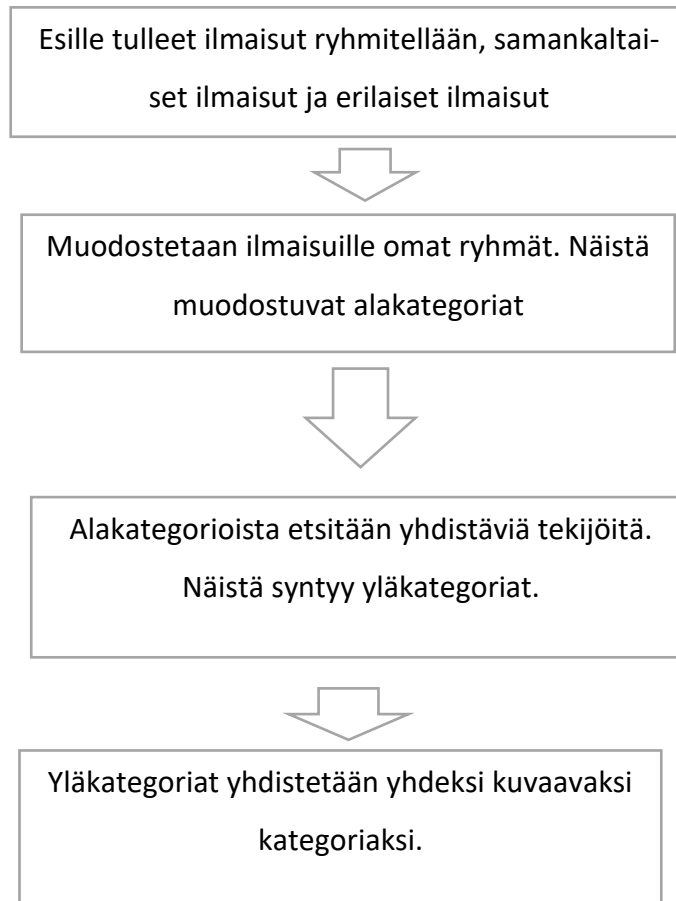 Esille tulleet ilmaisut ryhmitellään, samankaltai-
set ilmaisut ja erilaiset ilmaisut
Muodostetaan ilmaisuille omat ryhmät. Näistä
muodostuvat alakategoriat
Alakategorioista etsitään yhdistäviä tekijöitä.
Näistä syntyy yläkategoriat.
Yläkategoriat yhdistetään yhdeksi kuvaavaksi
kategoriaksi.